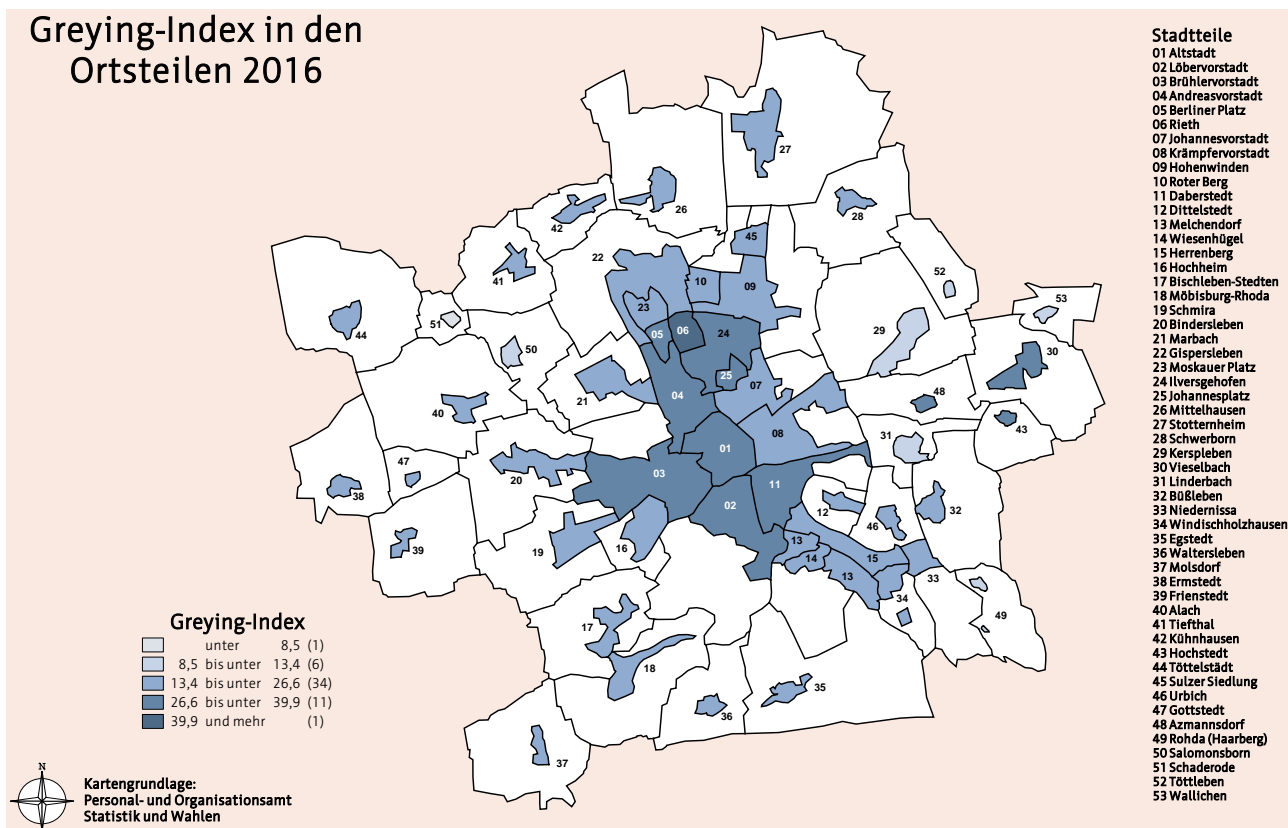 Greying-Index in den
Ortsteilen 2016
Stadtteile
01 Altstadt
02 Löbervorstadt
03 Brühlervorstadt
04 Andreasvorstadt
05 Berliner Platz
06 Rieth
07 Johannesvorstadt
08 Krämpfervorstadt
09 Hohenwinden
10 Roter Berg
11 Daberstedt
12 Dittelstedt
13 Melchendorf
14 Wiesenhügel
15 Herrenberg
16 Hochheim
17 Bischleben-Stedten
18 Möbisburg-Rhoda
19 Schmira
20 Bindersleben
21 Marbach
22 Gispersleben
23 Moskauer Platz
24 Ilversgehofen
25 Johannesplatz
26 Mittelhausen
27 Stotternheim
28 Schwerborn
29 Kerspleben
30 Vieselbach
31 Linderbach
32 Büßleben
33 Niedernissa
34 Windischholzhausen
35 Egstedt
36 Waltersleben
37 Molsdorf
38 Ermstedt
39 Frienstedt
40 Alach
41 Tiefthal
42 Kühnhausen
43 Hochstedt
44 Töttelstädt
45 Sulzer Siedlung
46 Urbich
47 Gottstedt
48 Azmannsdorf
49 Rohda (Haarberg)
50 Salomonsborn
51 Schaderode
52 Töttleben
53 Wallichen
27
26
28
42
45
22
41
52
10
09
53
23
44
51
05
06
24
29
50
30
25
07
04
48
21
40
43
08
31
01
47
03
20
11
38
02
12
32
46
13
16
19
39
14
15
13
33
34
49
17
18
35
36
37
Greying-Index
unter 8,5 (1)
8,5 bis unter 13,4 (6)
13,4 bis unter 26,6 (34)
26,6 bis unter 39,9 (11)
39,9 und mehr (1)
N
Kartengrundlage:
Personal- und Organisationsamt
Statistik und Wahlen